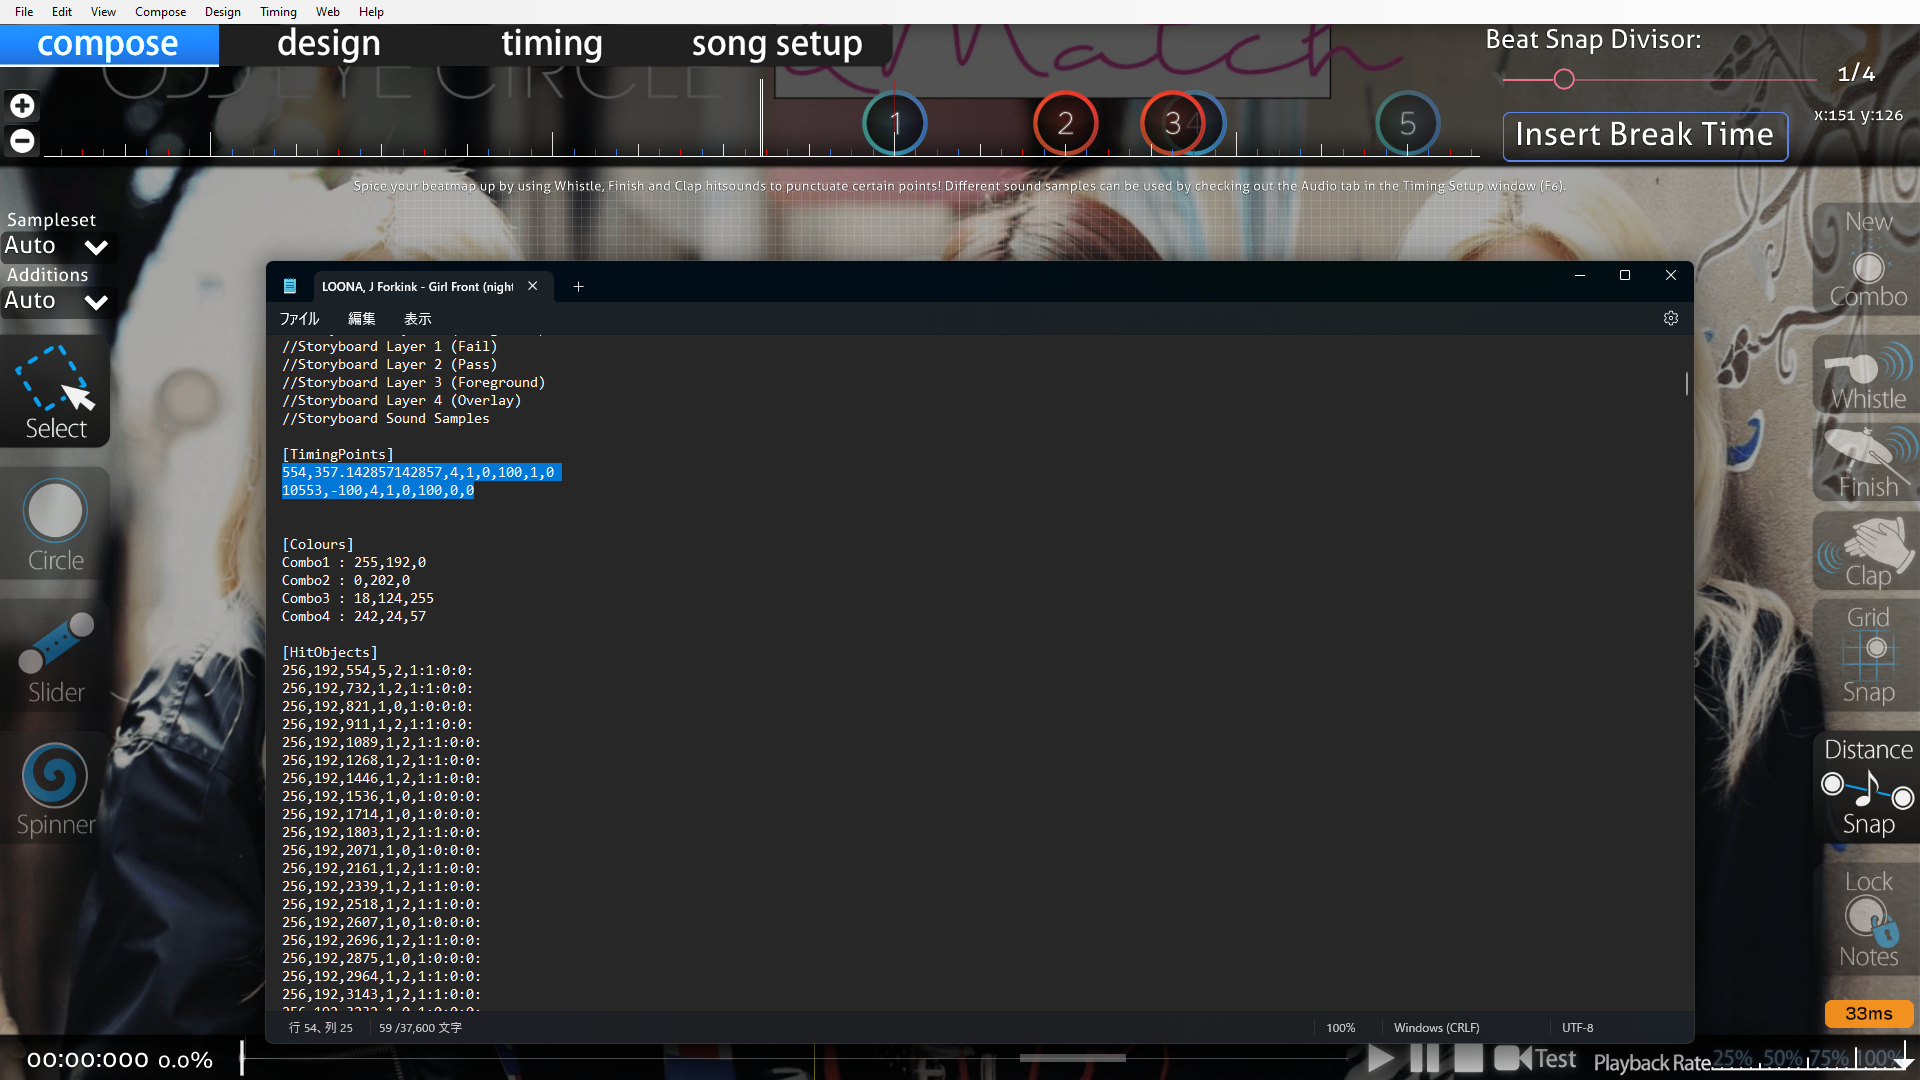 File Edit View Compose Design Timing Web Help
compose design timing song setup
Beat Snap Divisor:
1/4
x:151 y:126
Insert Break Time
ODD EYE CIRCLE
Match
1 2 3 4 5
Spice your beatmap up by using Whistle, Finish and Clap hitsounds to punctuate certain points! Different sound samples can be used by checking out the Audio tab in the Timing Setup window (F6).
Sampleset
Auto
Additions
Auto
Select
Circle
Slider
Spinner
LOONA, J Forkink - Girl Front (nigh
ファイル 編集 表示
//Storyboard Layer 1 (Fail)
//Storyboard Layer 2 (Pass)
//Storyboard Layer 3 (Foreground)
//Storyboard Layer 4 (Overlay)
//Storyboard Sound Samples
[TimingPoints]
554,357.142857142857,4,1,0,100,1,0
10553,-100,4,1,0,100,0,0
[Colours]
Combo1 : 255,192,0
Combo2 : 0,202,0
Combo3 : 18,124,255
Combo4 : 242,24,57
[HitObjects]
256,192,554,5,2,1:1:0:0:
256,192,732,1,2,1:1:0:0:
256,192,821,1,0,1:0:0:0:
256,192,911,1,2,1:1:0:0:
256,192,1089,1,2,1:1:0:0:
256,192,1268,1,2,1:1:0:0:
256,192,1446,1,2,1:1:0:0:
256,192,1536,1,0,1:0:0:0:
256,192,1714,1,0,1:0:0:0:
256,192,1803,1,2,1:1:0:0:
256,192,2071,1,0,1:0:0:0:
256,192,2161,1,2,1:1:0:0:
256,192,2339,1,2,1:1:0:0:
256,192,2518,1,2,1:1:0:0:
256,192,2607,1,0,1:0:0:0:
256,192,2696,1,2,1:1:0:0:
256,192,2875,1,0,1:0:0:0:
256,192,2964,1,2,1:1:0:0:
256,192,3143,1,2,1:1:0:0:
行 54、列 25 59 /37,600 文字 100% Windows (CRLF) UTF-8
New
Combo
Whistle
Finish
Clap
Grid
Snap
Distance
Snap
Lock
Notes
33ms
00:00:000 0.0%
Test
Playback Rate 25% 50% 75% 100%